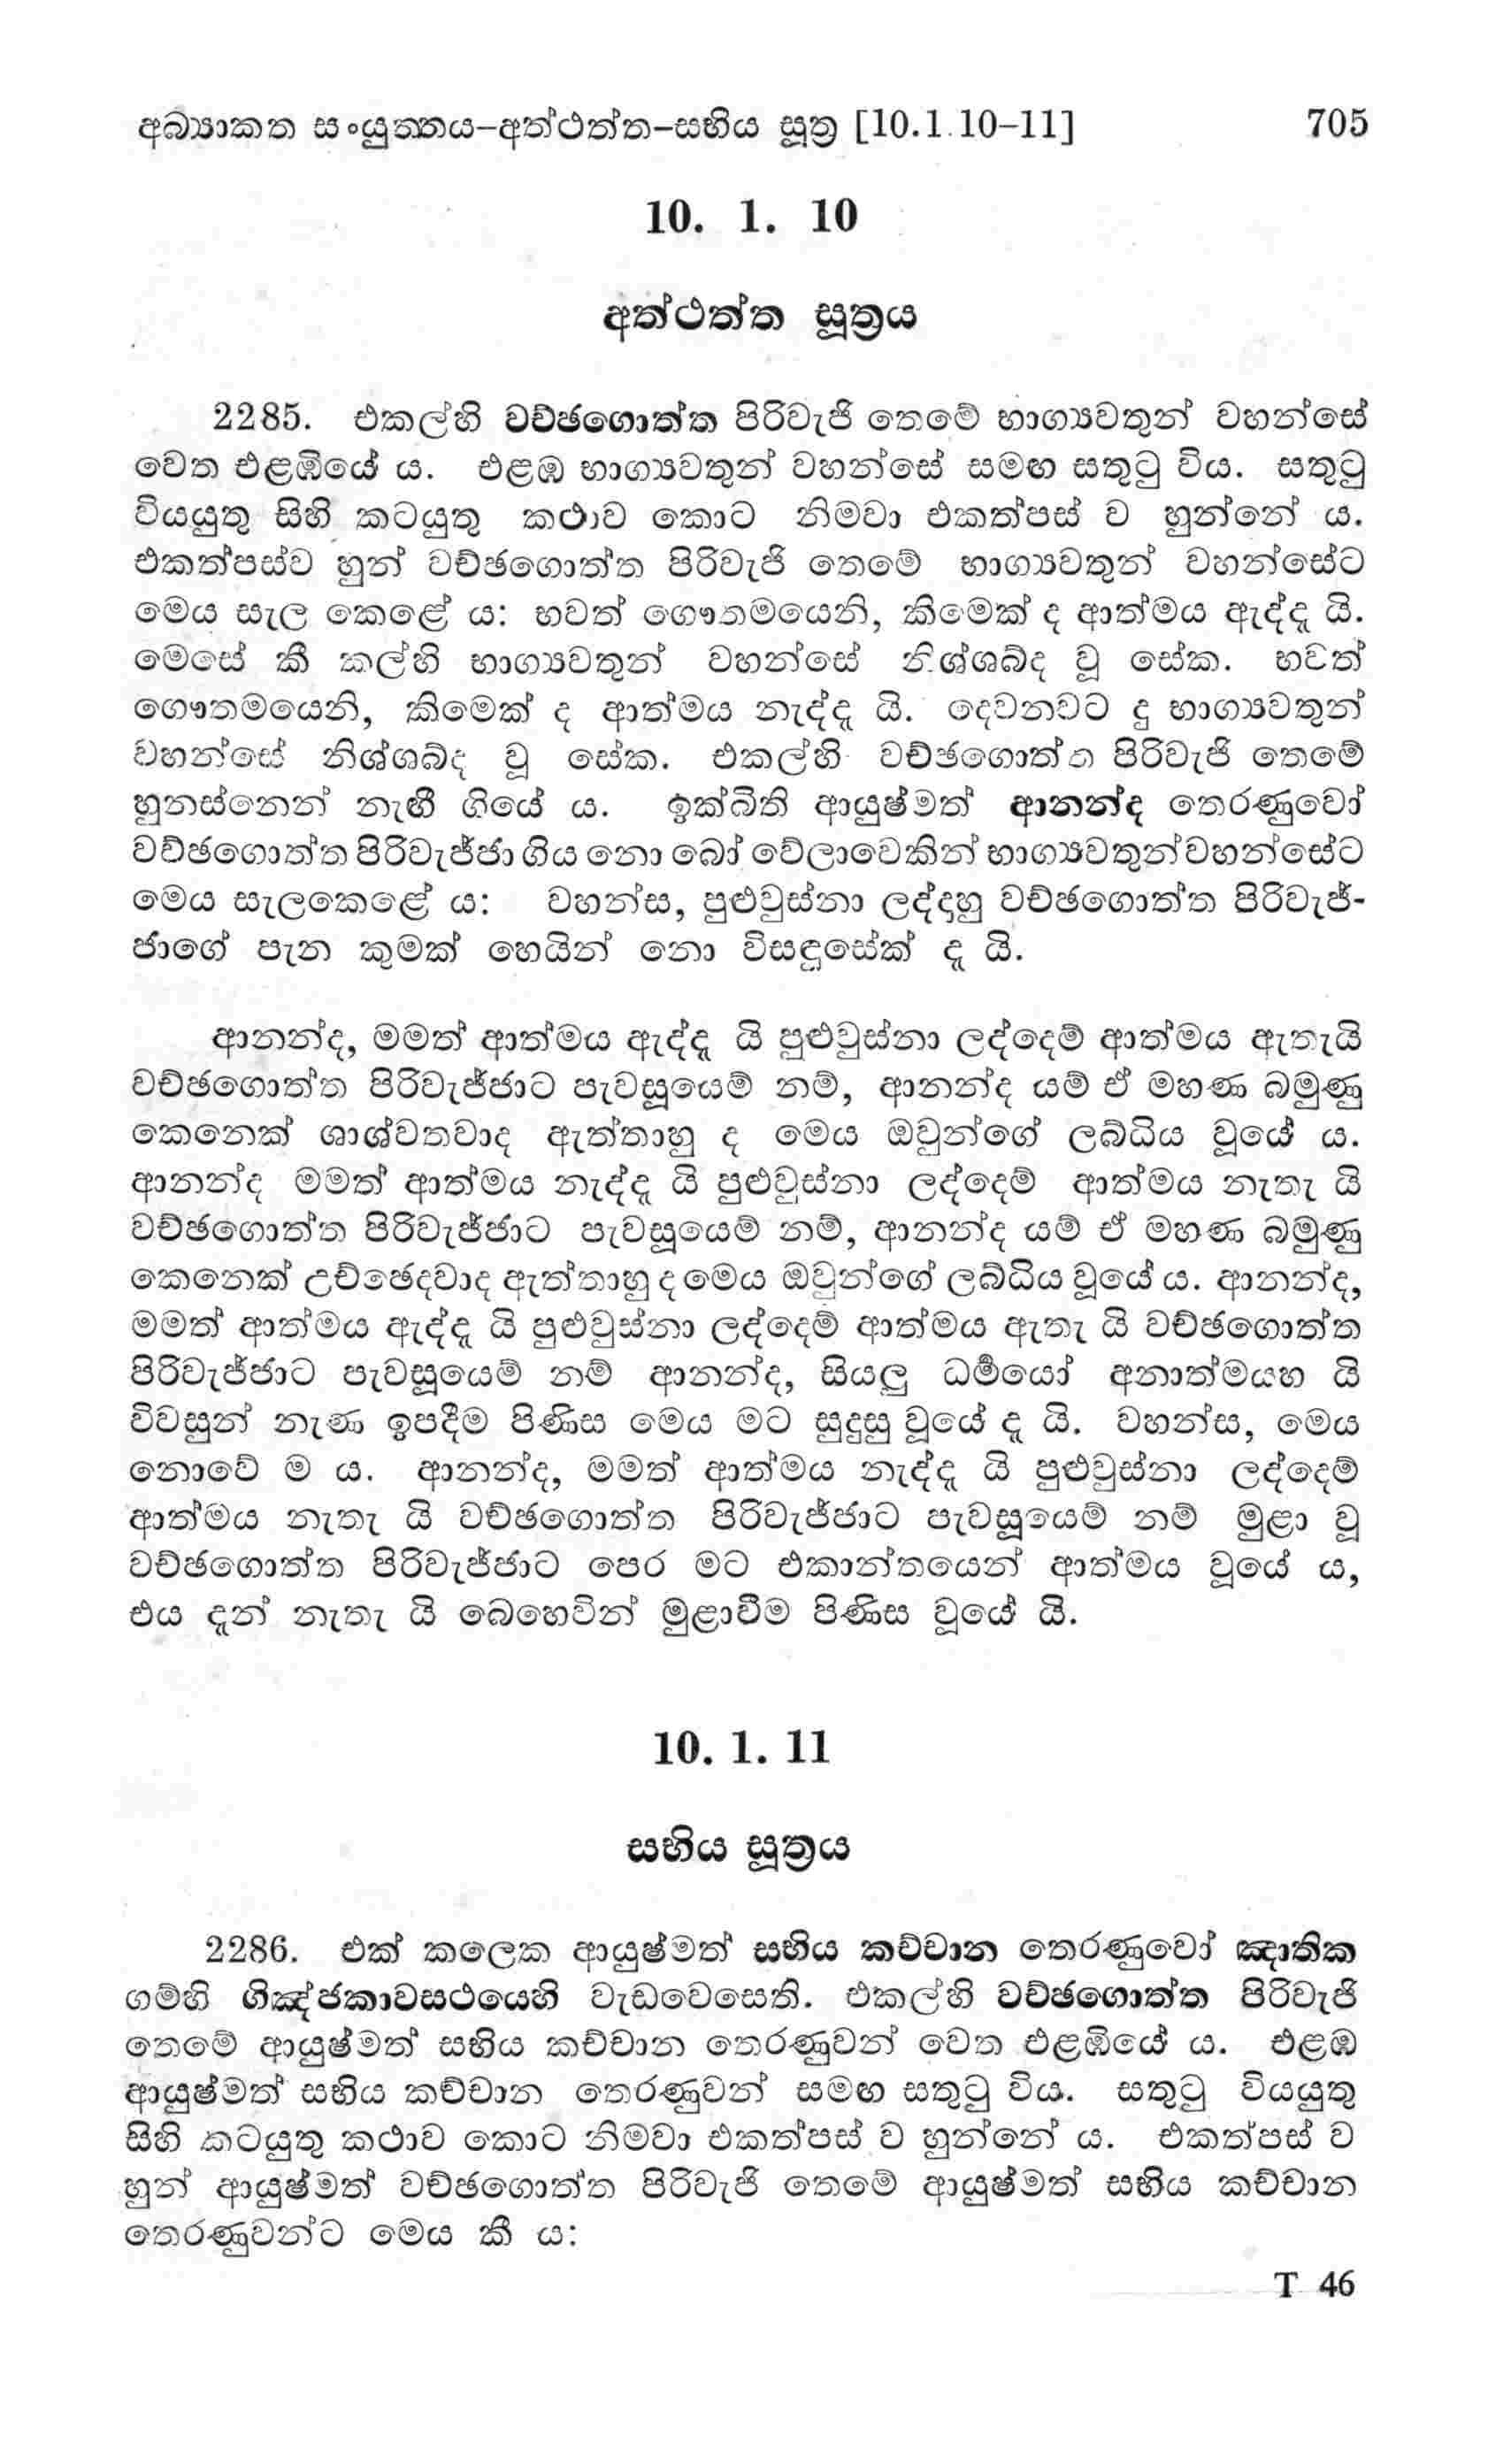 අබ්‍යාකත සංයුත්තය–අත්ථත්ත–සභිය සූත්‍ර [10.1.10–11] 705
10. 1. 10
අත්ථත්ත සූත්‍රය
2285. එකල්හි වච්ඡගොත්ත පිරිවැජි තෙමේ භාග්‍යවතුන් වහන්සේ
වෙත එළඹියේ ය. එළඹ භාග්‍යවතුන් වහන්සේ සමඟ සතුටු විය. සතුටු
වියයුතු සිහි කටයුතු කථාව කොට නිමවා එකත්පස් ව හුන්නේ ය.
එකත්පස්ව හුන් වච්ඡගොත්ත පිරිවැජි තෙමේ භාග්‍යවතුන් වහන්සේට
මෙය සැල කෙළේ ය: භවත් ගෞතමයෙනි, කිමෙක් ද ආත්මය ඇද්දැ යි.
මෙසේ කී කල්හි භාග්‍යවතුන් වහන්සේ නිශ්ශබ්ද වූ සේක. භවත්
ගෞතමයෙනි, කිමෙක් ද ආත්මය නැද්දැ යි. දෙවනවට දු භාග්‍යවතුන්
වහන්සේ නිශ්ශබ්ද වූ සේක. එකල්හි වච්ඡගොත්ත පිරිවැජි තෙමේ
හුනස්නෙන් නැඟී ගියේ ය. ඉක්බිති ආයුෂ්මත් ආනන්ද තෙරණුවෝ
වච්ඡගොත්ත පිරිවැජ්ජා ගිය නො බෝ වේලාවෙකින් භාග්‍යවතුන්වහන්සේට
මෙය සැලකෙළේ ය: වහන්ස, පුළුවුස්නා ලද්දහු වච්ඡගොත්ත පිරිවැජ්-
ජාගේ පැන කුමක් හෙයින් නො විසඳූසේක් දැ යි.
ආනන්ද, මමත් ආත්මය ඇද්දැ යි පුළුවුස්නා ලද්දෙම් ආත්මය ඇතැයි
වච්ඡගොත්ත පිරිවැජ්ජාට පැවසූයෙම් නම්, ආනන්ද යම් ඒ මහණ බමුණු
කෙනෙක් ශාශ්වතවාද ඇත්තාහු ද මෙය ඔවුන්ගේ ලබ්ධිය වූයේ ය.
ආනන්ද මමත් ආත්මය නැද්දැ යි පුළුවුස්නා ලද්දෙම් ආත්මය නැතැ යි
වච්ඡගොත්ත පිරිවැජ්ජාට පැවසූයෙම් නම්, ආනන්ද යම් ඒ මහණ බමුණු
කෙනෙක් උච්ඡෙදවාද ඇත්තාහු ද මෙය ඔවුන්ගේ ලබ්ධිය වූයේ ය. ආනන්ද,
මමත් ආත්මය ඇද්දැ යි පුළුවුස්නා ලද්දෙම් ආත්මය ඇතැ යි වච්ඡගොත්ත
පිරිවැජ්ජාට පැවසූයෙම් නම් ආනන්ද, සියලු ධර්‍මයෝ අනාත්මයහ යි
විවසුන් නැණ ඉපදීම පිණිස මෙය මට සුදුසු වූයේ දැ යි. වහන්ස, මෙය
නොවේ ම ය. ආනන්ද, මමත් ආත්මය නැද්දැ යි පුළුවුස්නා ලද්දෙම්
ආත්මය නැතැ යි වච්ඡගොත්ත පිරිවැජ්ජාට පැවසූයෙම් නම් මුළා වූ
වච්ඡගොත්ත පිරිවැජ්ජාට පෙර මට එකාන්තයෙන් ආත්මය වූයේ ය,
එය දැන් නැතැ යි බෙහෙවින් මුළාවීම පිණිස වූයේ යි.
10. 1. 11
සභිය සූත්‍රය
2286. එක් කලෙක ආයුෂ්මත් සභිය කච්චාන තෙරණුවෝ ඤාතික
ගම්හි ගිඤ්ජකාවසථයෙහි වැඩවෙසෙති. එකල්හි වච්ඡගොත්ත පිරිවැජි
තෙමේ ආයුෂ්මත් සභිය කච්චාන තෙරණුවන් වෙත එළඹියේ ය. එළඹ
ආයුෂ්මත් සභිය කච්චාන තෙරණුවන් සමඟ සතුටු විය. සතුටු වියයුතු
සිහි කටයුතු කථාව කොට නිමවා එකත්පස් ව හුන්නේ ය. එකත්පස් ව
හුන් ආයුෂ්මත් වච්ඡගොත්ත පිරිවැජි තෙමේ ආයුෂ්මත් සභිය කච්චාන
තෙරණුවන්ට මෙය කී ය:
T 46